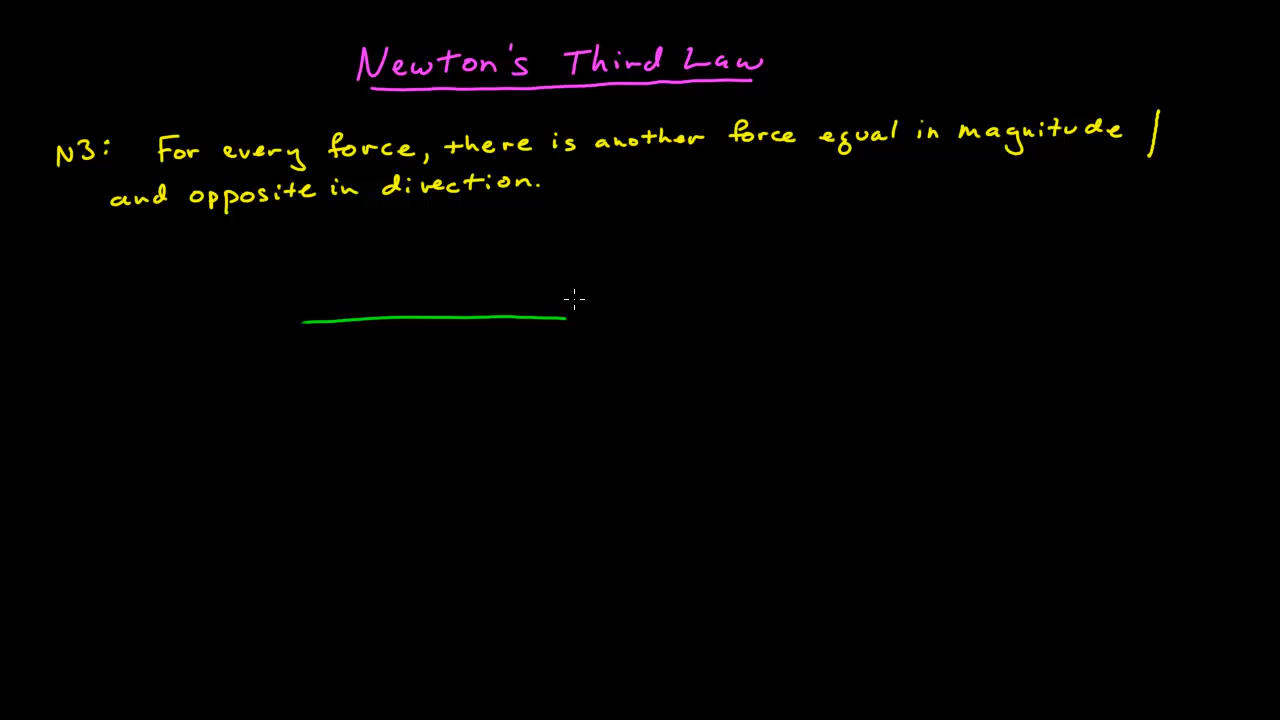 Newton's Third Law
N3: For every force, there is another force equal in magnitude
and opposite in direction.